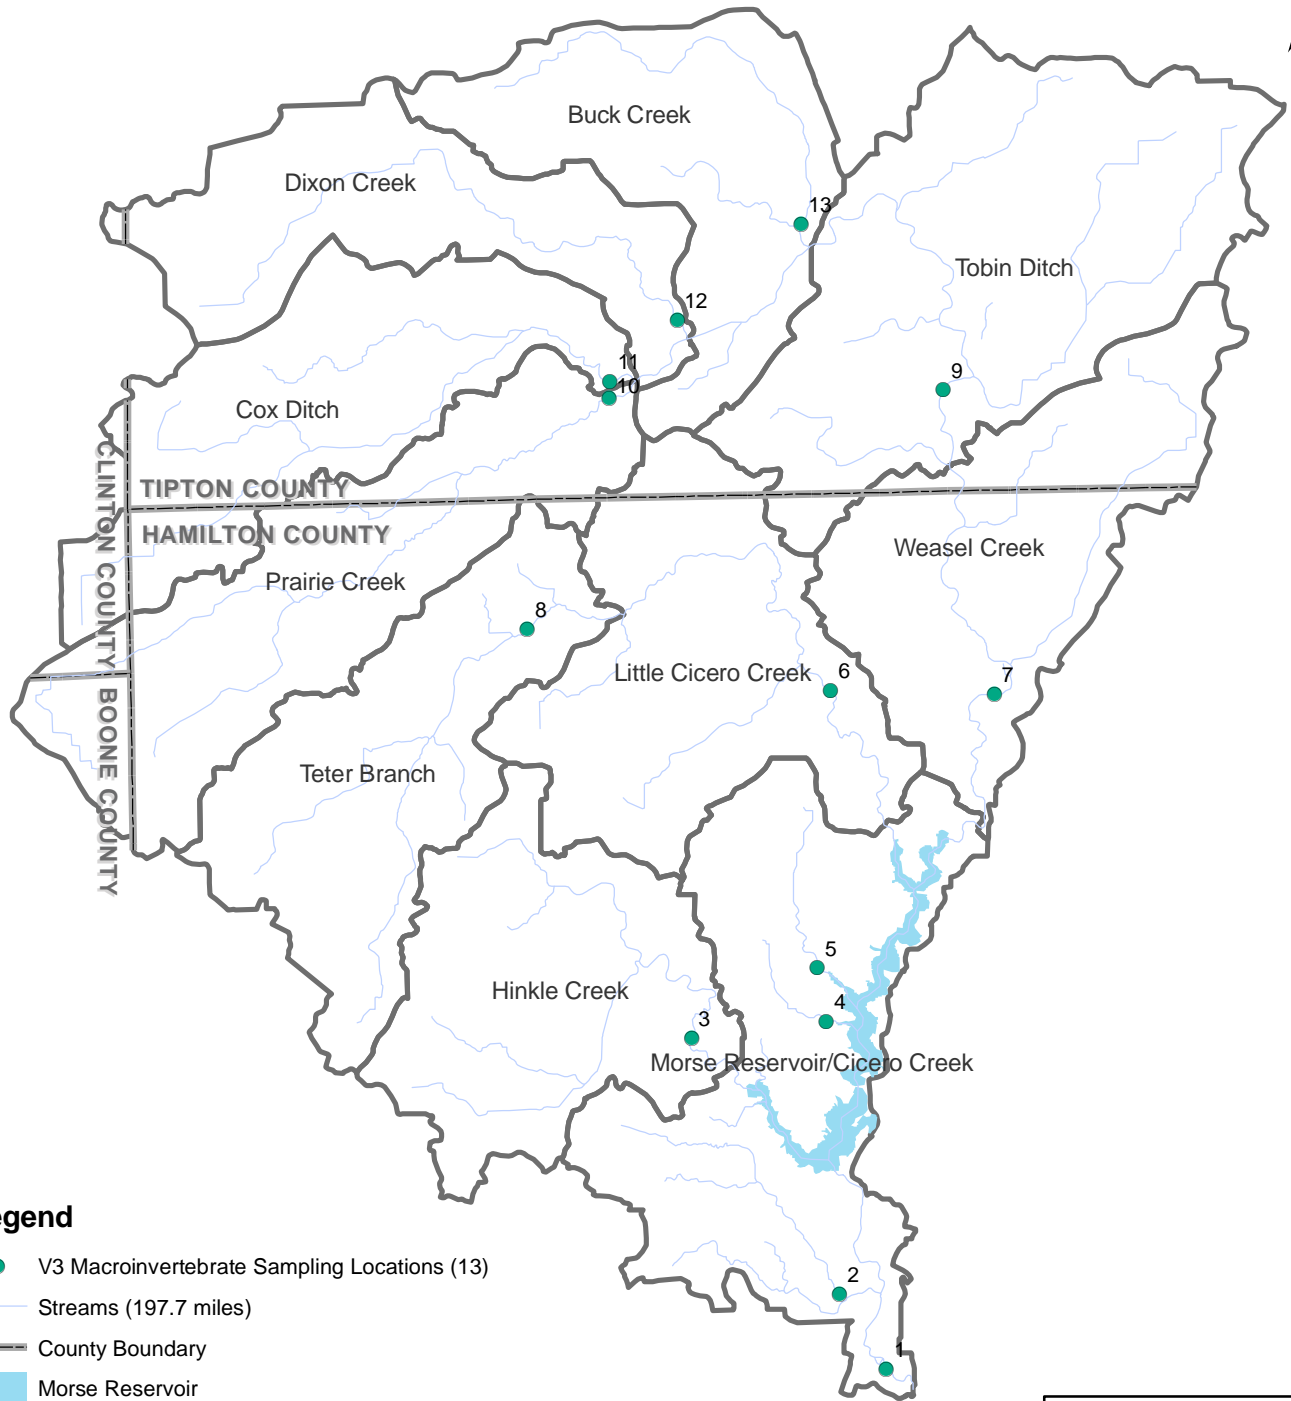 Buck Creek
Dixon Creek
13
Tobin Ditch
12
11
10
9
Cox Ditch
CLINTON COUNTY
TIPTON COUNTY
HAMILTON COUNTY
Weasel Creek
Prairie Creek
8
Little Cicero Creek
6
7
BOONE COUNTY
Teter Branch
5
Hinkle Creek
4
3
Morse Reservoir/Cicero Creek
2
1
egend
V3 Macroinvertebrate Sampling Locations (13)
Streams (197.7 miles)
County Boundary
Morse Reservoir